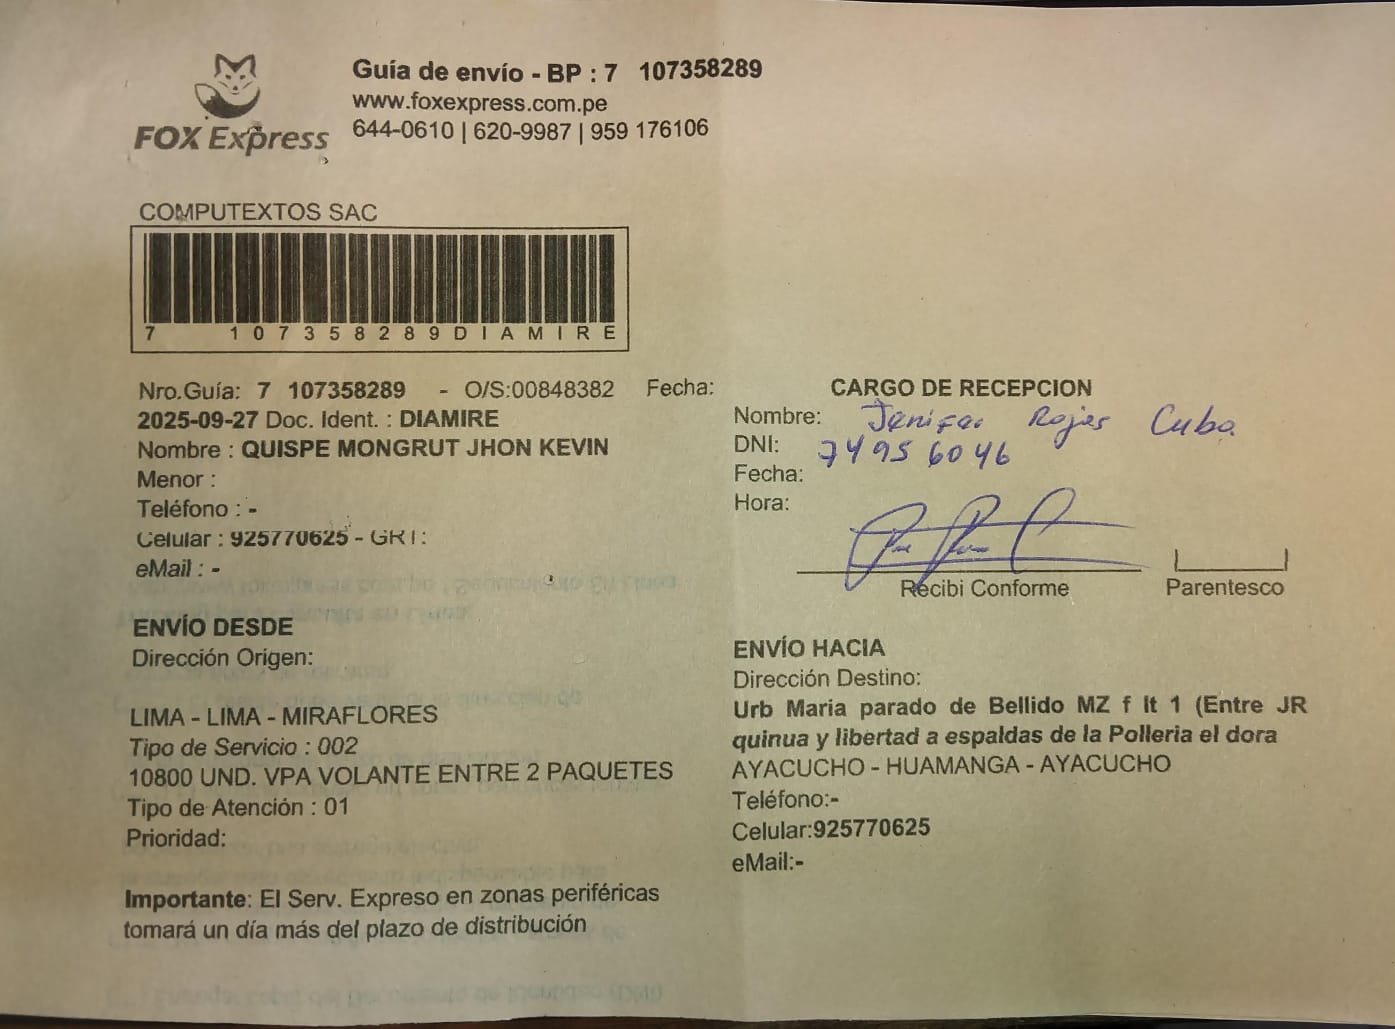 Guía de envío - BP : 7 107358289
www.foxexpress.com.pe
644-0610 | 620-9987 | 959 176106
FOX Express
COMPUTEXTOS SAC
7 107358289DIAMIRE
Nro.Guía: 7 107358289 - O/S:00848382 Fecha:
2025-09-27 Doc. Ident. : DIAMIRE
Nombre : QUISPE MONGRUT JHON KEVIN
Menor :
Teléfono : -
Celular : 925770625 - GRT:
eMail : -
ENVÍO DESDE
Dirección Origen:
LIMA - LIMA - MIRAFLORES
Tipo de Servicio : 002
10800 UND. VPA VOLANTE ENTRE 2 PAQUETES
Tipo de Atención : 01
Prioridad:
Importante: El Serv. Expreso en zonas periféricas
tomará un día más del plazo de distribución
CARGO DE RECEPCION
Nombre: Jenifer Rojas Cuba
DNI: 74956046
Fecha:
Hora:
Recibi Conforme
Parentesco
ENVÍO HACIA
Dirección Destino:
Urb Maria parado de Bellido MZ f lt 1 (Entre JR
quinua y libertad a espaldas de la Polleria el dora
AYACUCHO - HUAMANGA - AYACUCHO
Teléfono:-
Celular:925770625
eMail:-